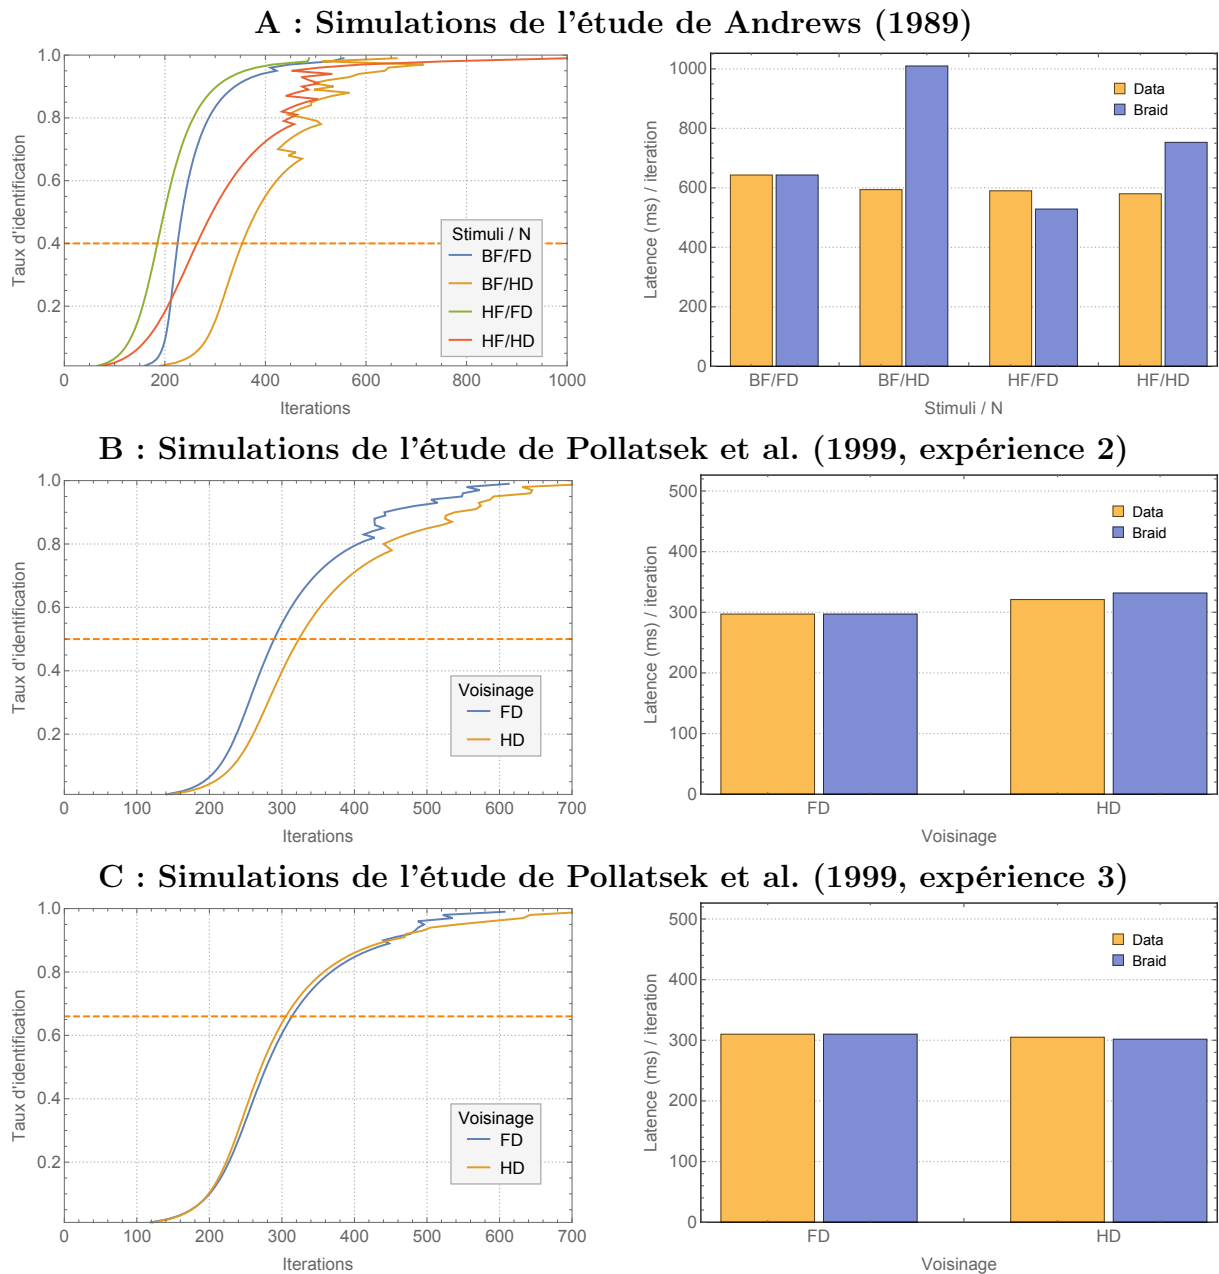 A : Simulations de l'étude de Andrews (1989)
Taux d'identification
1.0
0.8
0.6
0.4
0.2
0 200 400 600 800 1000
Iterations
Stimuli / N
BF/FD
BF/HD
HF/FD
HF/HD
Latence (ms) / iteration
1000
800
600
400
200
0
BF/FD BF/HD HF/FD HF/HD
Stimuli / N
Data
Braid
B : Simulations de l'étude de Pollatsek et al. (1999, expérience 2)
Taux d'identification
1.0
0.8
0.6
0.4
0.2
0 100 200 300 400 500 600 700
Iterations
Voisinage
FD
HD
Latence (ms) / iteration
500
400
300
200
100
0
FD HD
Voisinage
Data
Braid
C : Simulations de l'étude de Pollatsek et al. (1999, expérience 3)
Taux d'identification
1.0
0.8
0.6
0.4
0.2
0 100 200 300 400 500 600 700
Iterations
Voisinage
FD
HD
Latence (ms) / iteration
500
400
300
200
100
0
FD HD
Voisinage
Data
Braid